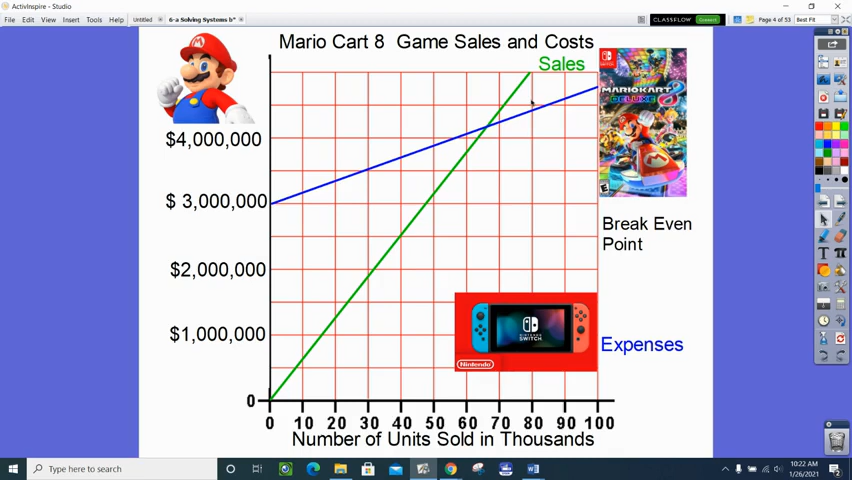 ActivInspire - Studio
File Edit View Insert Tools Help Untitled 6-a Solving Systems b* CLASSFLOW Connect Page 4 of 53 Best Fit
Mario Cart 8 Game Sales and Costs
Sales
SWITCH
MARIOKART 8
DELUXE
E
$4,000,000
$ 3,000,000
$2,000,000
$1,000,000
0
Break Even
Point
NINTENDO
SWITCH
Nintendo
Expenses
0 10 20 30 40 50 60 70 80 90 100
Number of Units Sold in Thousands
Type here to search
10:22 AM
1/26/2021